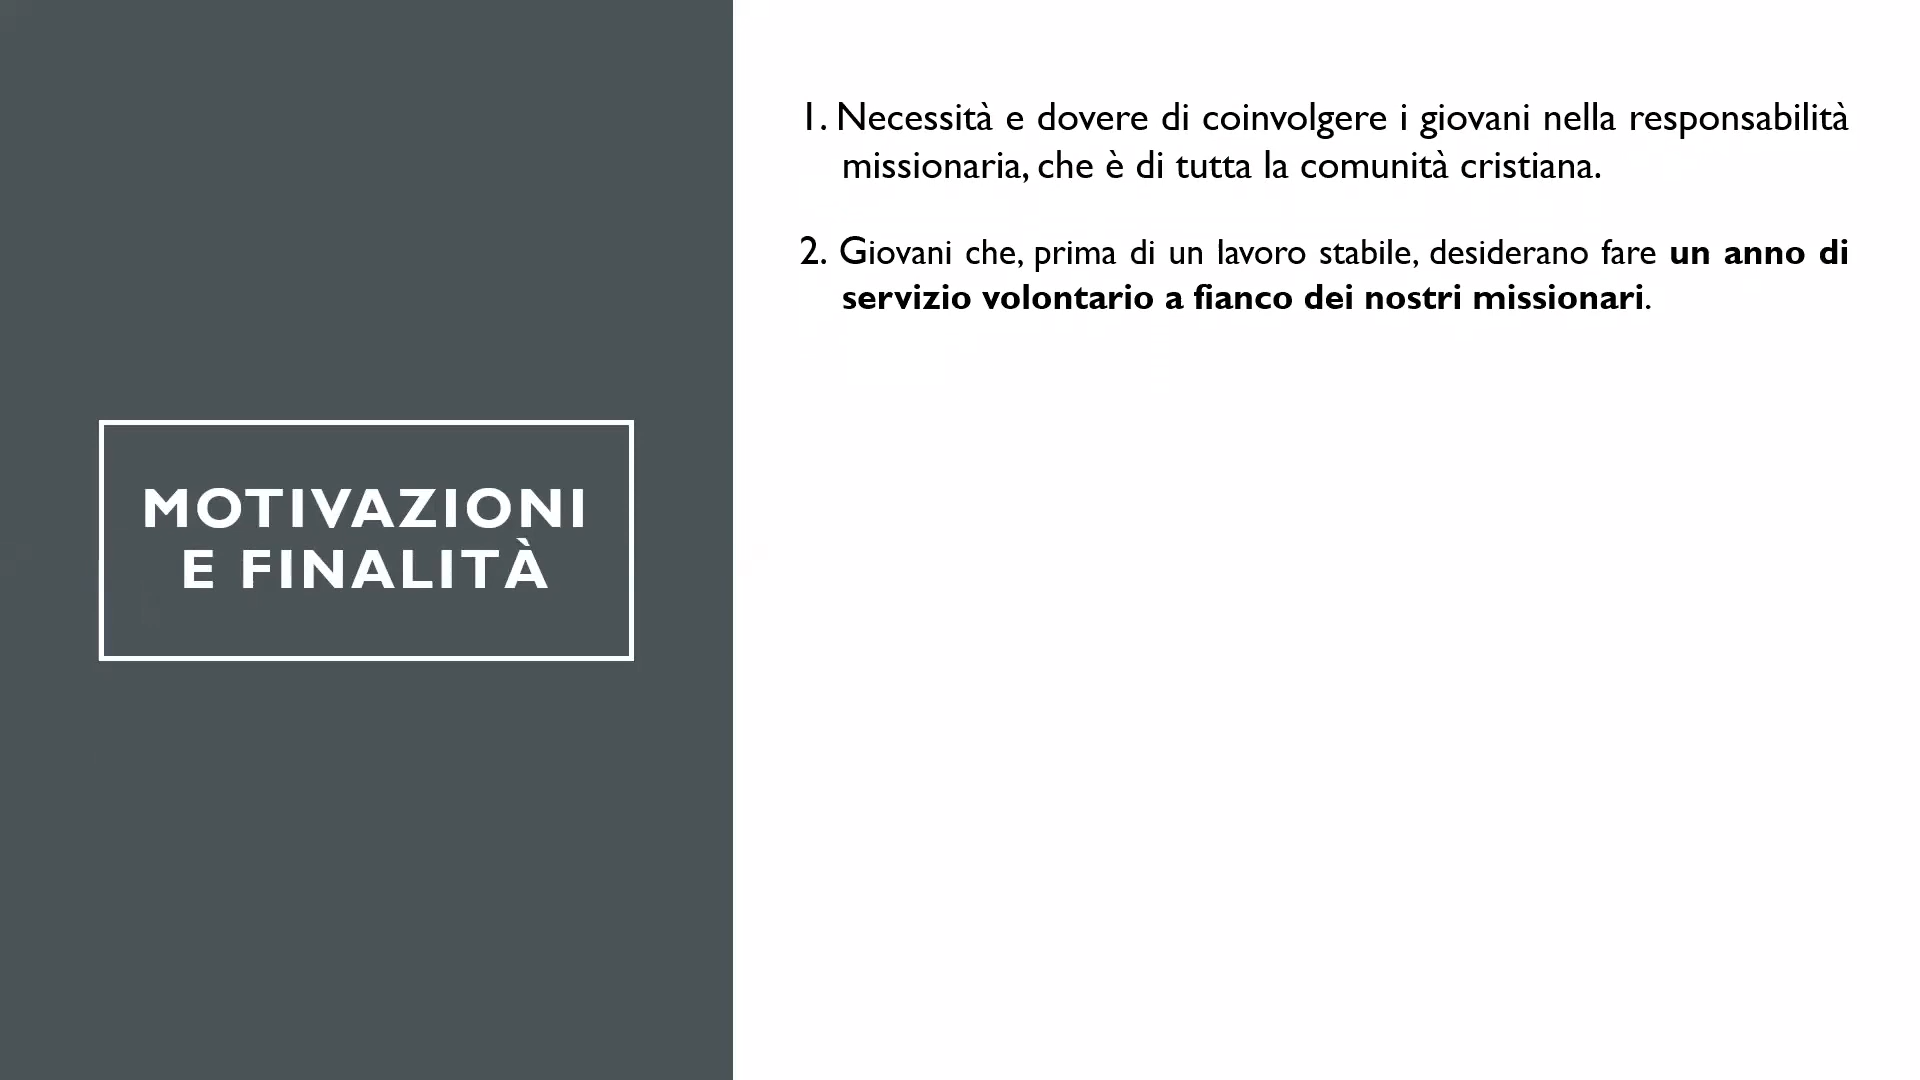 MOTIVAZIONI
E FINALITÀ
1. Necessità e dovere di coinvolgere i giovani nella responsabilità
missionaria, che è di tutta la comunità cristiana.
2. Giovani che, prima di un lavoro stabile, desiderano fare un anno di
servizio volontario a fianco dei nostri missionari.